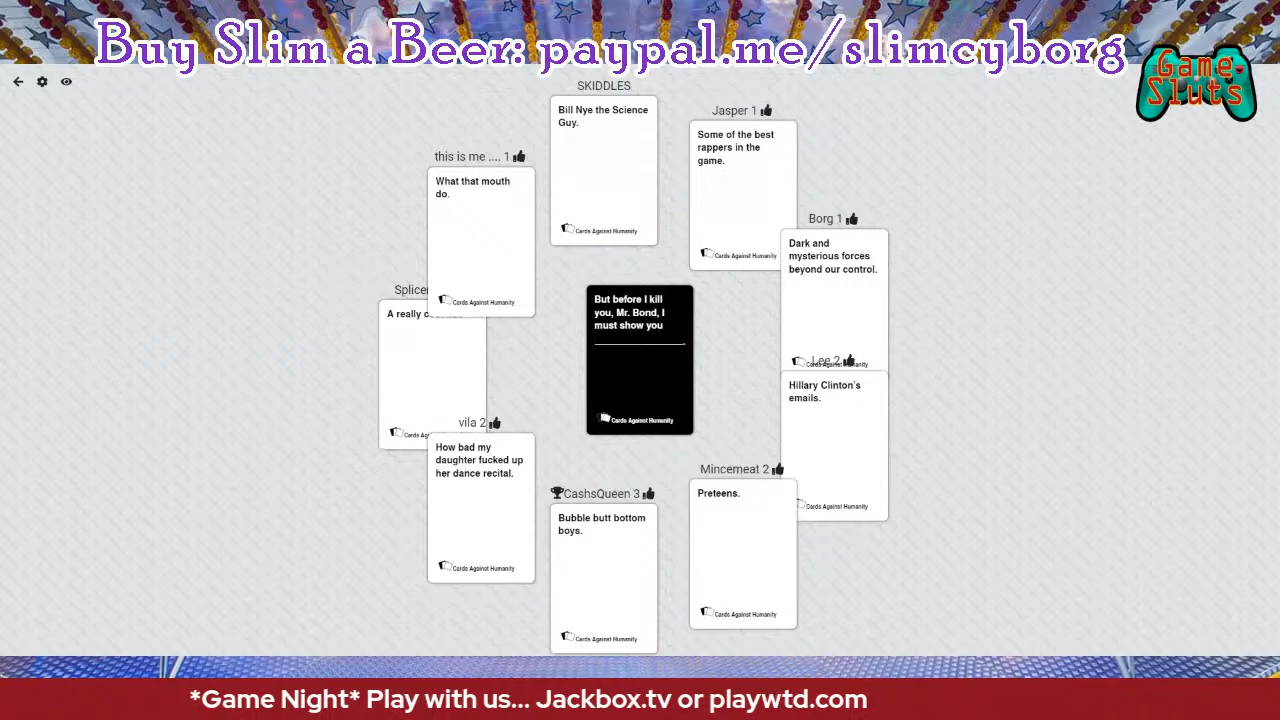 Buy Slim a Beer: paypal.me/slimcyborg
Game
Sluts
SKIDDLES
Bill Nye the Science
Guy.
Cards Against Humanity
Jasper 1
Some of the best
rappers in the
game.
Cards Against Humanity
this is me .... 1
What that mouth
do.
Cards Against Humanity
Borg 1
Dark and
mysterious forces
beyond our control.
Cards Against Humanity
Splicer
A really
Cards Ag
But before I kill
you, Mr. Bond, I
must show you
Cards Against Humanity
Lee 2
Hillary Clinton's
emails.
Cards Against Humanity
vila 2
How bad my
daughter fucked up
her dance recital.
Cards Against Humanity
CashsQueen 3
Bubble butt bottom
boys.
Cards Against Humanity
Mincemeat 2
Preteens.
Cards Against Humanity
*Game Night* Play with us... Jackbox.tv or playwtd.com